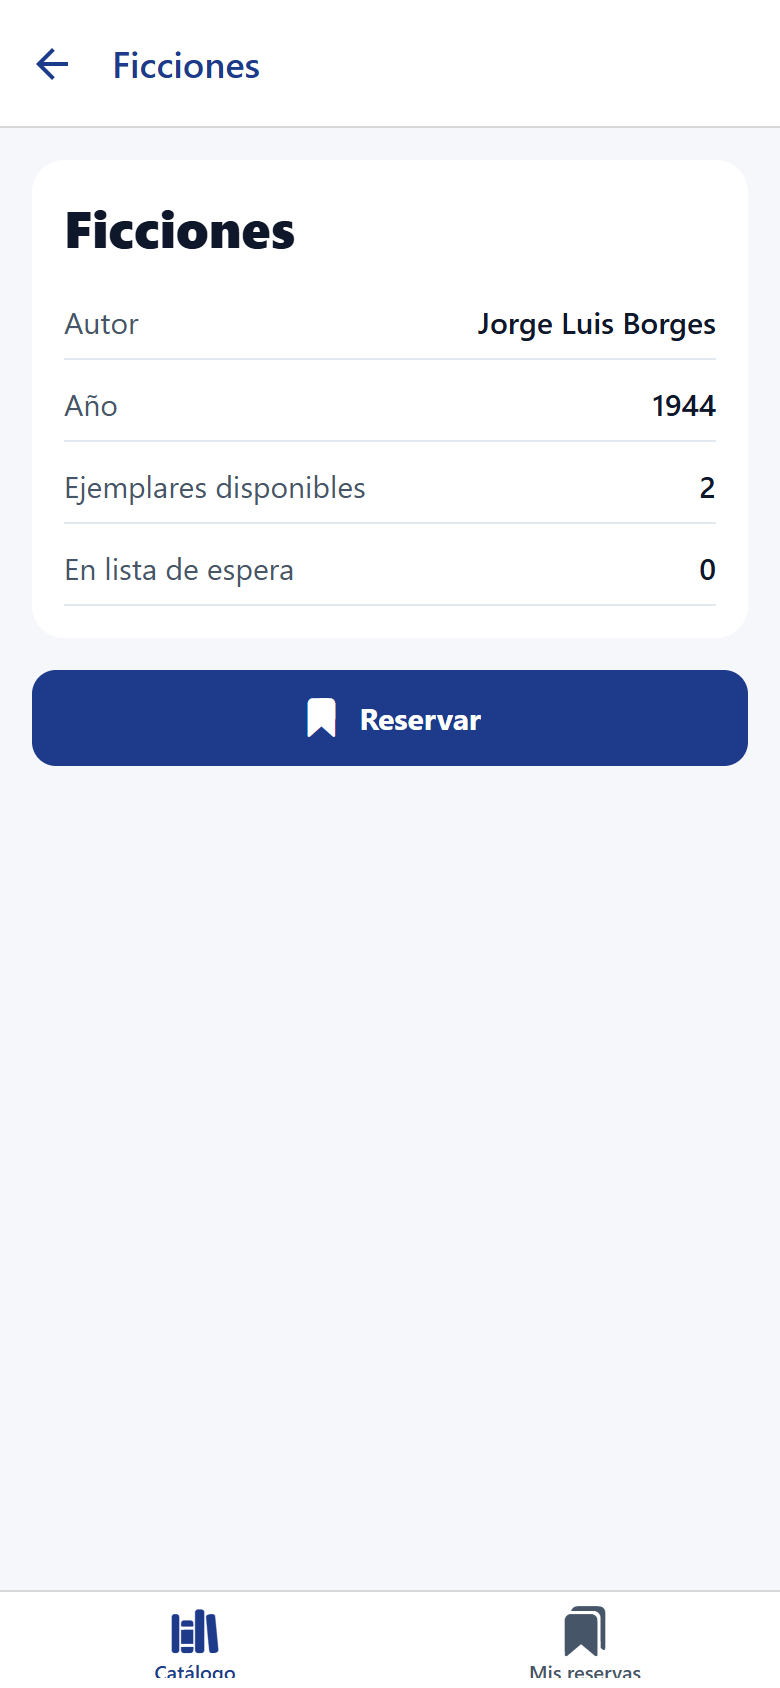 Ficciones
Ficciones
Autor Jorge Luis Borges
Año 1944
Ejemplares disponibles 2
En lista de espera 0
Reservar
Catálogo Mis reservas